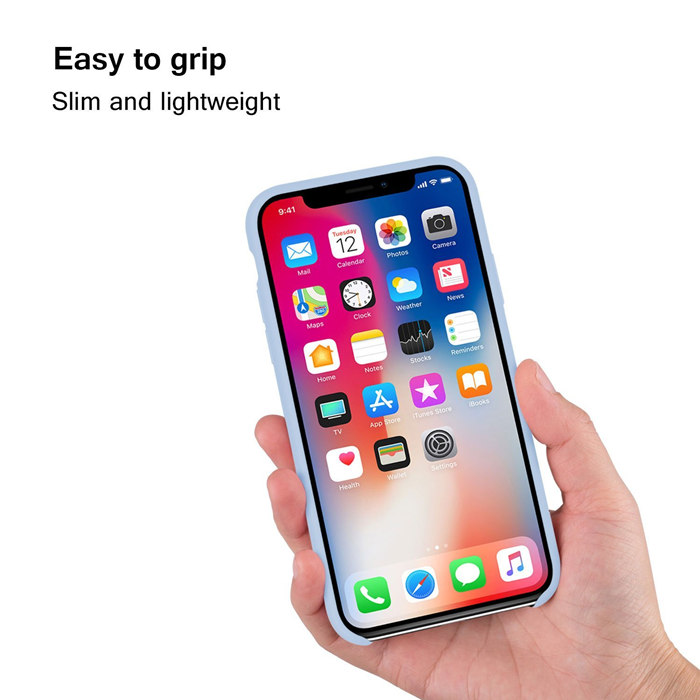 Easy to grip
Slim and lightweight
9:41
Tuesday
12
Mail
Calendar
Photos
Camera
Maps
Clock
Weather
News
Home
Notes
Stocks
Reminders
TV
App Store
iTunes Store
iBooks
Health
Wallet
Settings